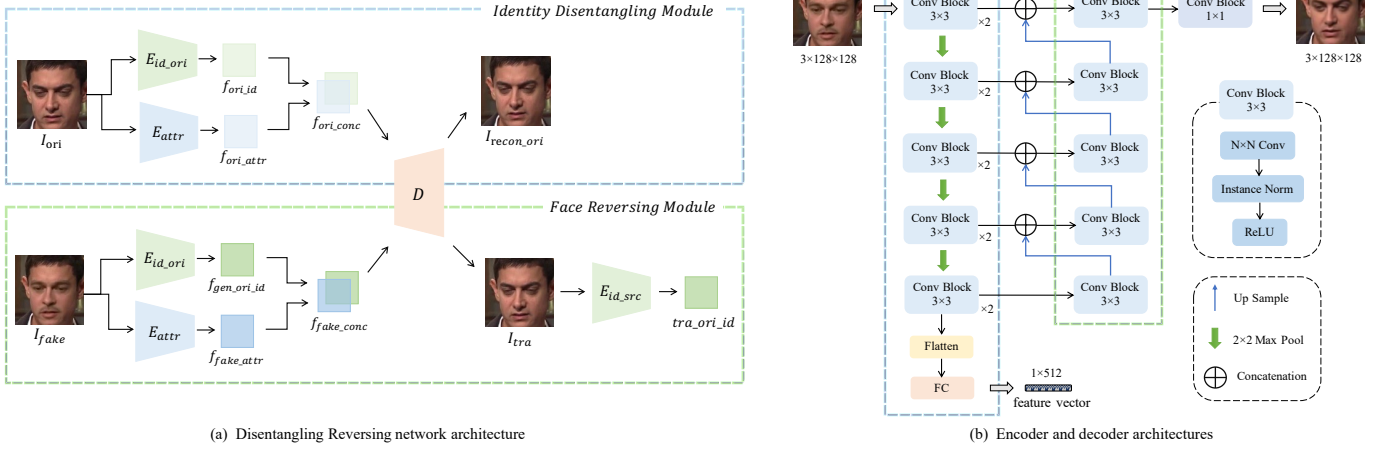 Identity Disentangling Module
E_id_ori
f_ori_id
I_ori
E_attr
f_ori_attr
f_ori_conc
I_recon_ori
D
Face Reversing Module
E_id_ori
f_gen_ori_id
I_fake
E_attr
f_fake_attr
f_fake_conc
I_tra
E_id_src
tra_ori_id
(a) Disentangling Reversing network architecture
3×128×128
Conv Block
3×3
×2
Conv Block
3×3
Conv Block
1×1
3×128×128
Conv Block
3×3
×2
Conv Block
3×3
Conv Block
3×3
×2
Conv Block
3×3
Conv Block
3×3
×2
Conv Block
3×3
Conv Block
3×3
×2
Conv Block
3×3
Flatten
FC
1×512
feature vector
Conv Block
3×3
N×N Conv
Instance Norm
ReLU
Up Sample
2×2 Max Pool
Concatenation
(b) Encoder and decoder architectures